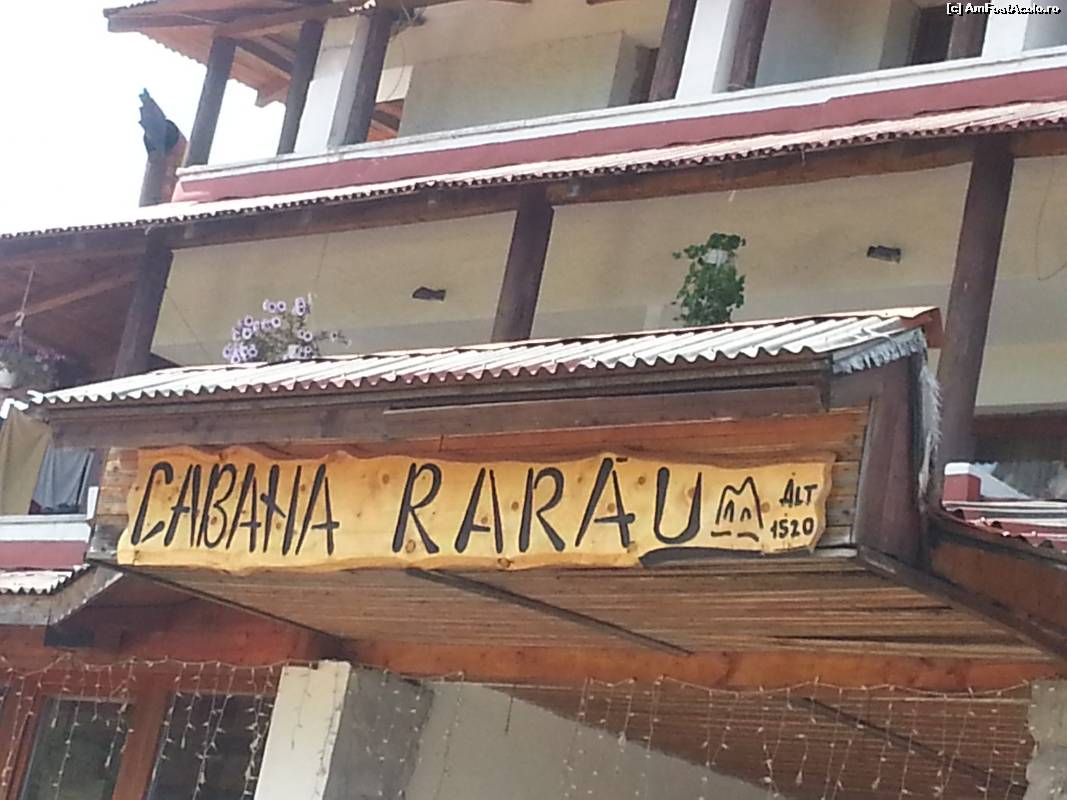 [c] AmFostAcolo.ro
CABANA RARĂU
ALT
1520